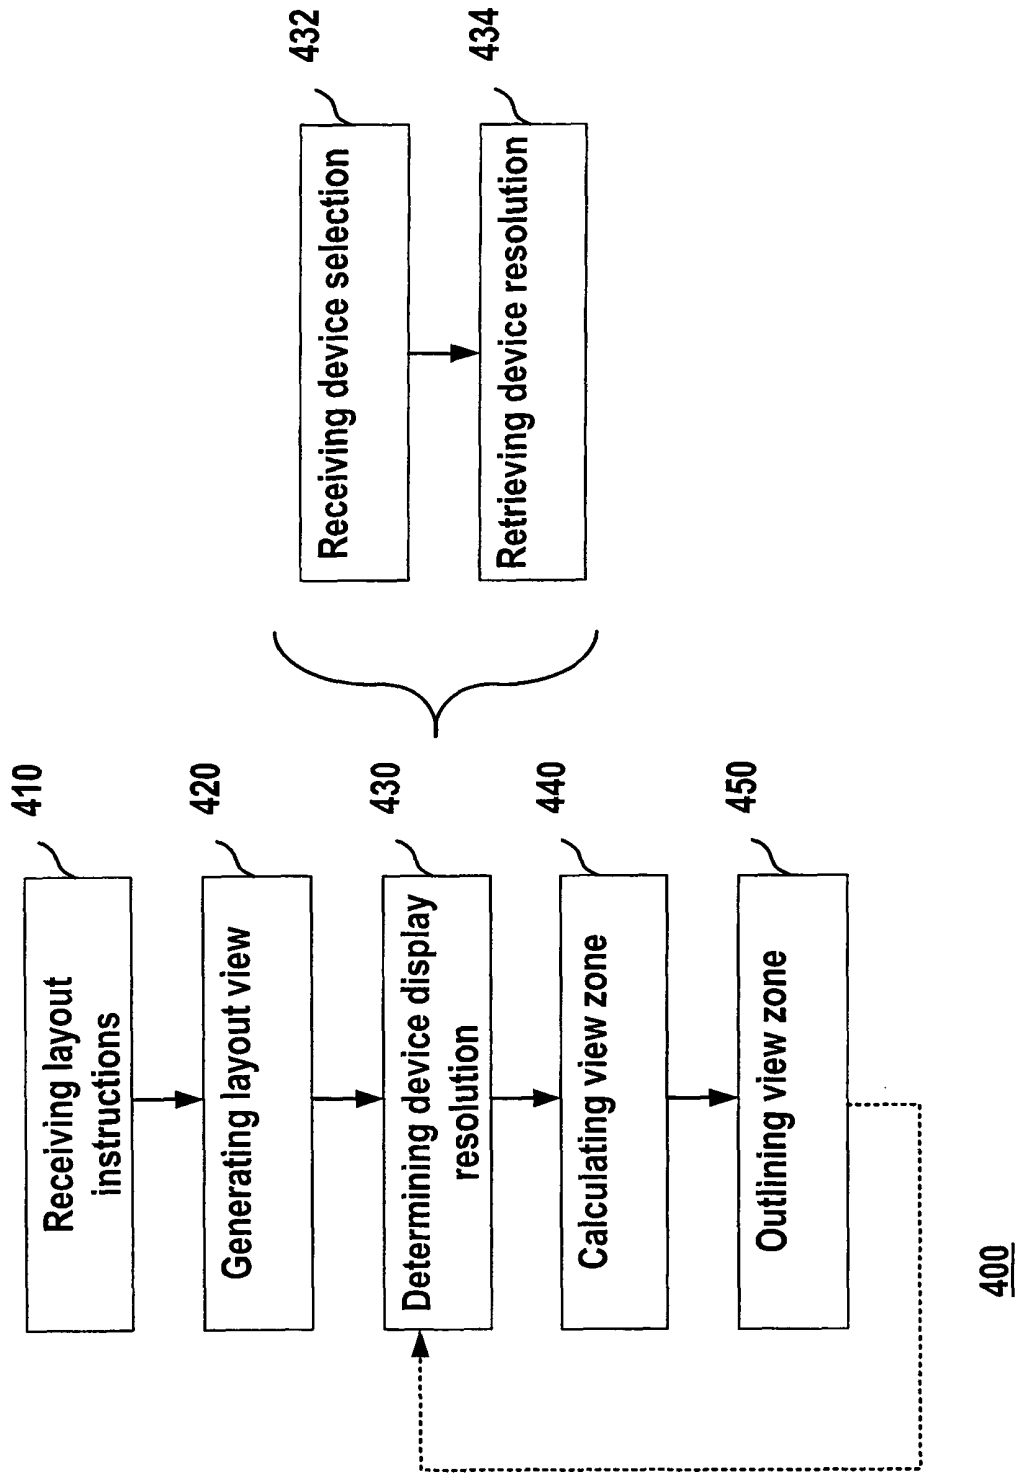 410
Receiving layout
instructions
420
Generating layout view
430
Determining device display
resolution
440
Calculating view zone
450
Outlining view zone
432
Receiving device selection
434
Retrieving device resolution
400